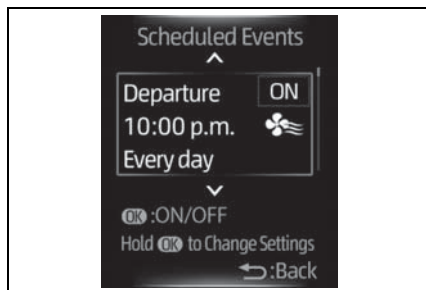 Scheduled Events
Departure ON
10:00 p.m.
Every day
OK :ON/OFF
Hold OK to Change Settings
:Back